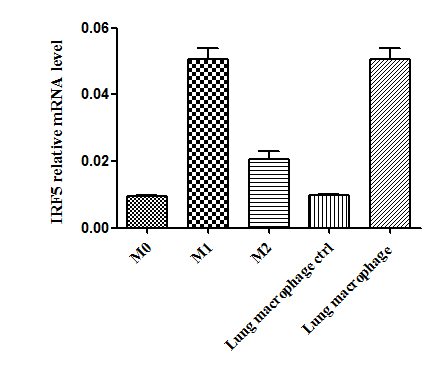 IRF5 relative mRNA level
0.06
0.04
0.02
0.00
M0
M1
M2
Lung macrophage ctrl
Lung macrophage